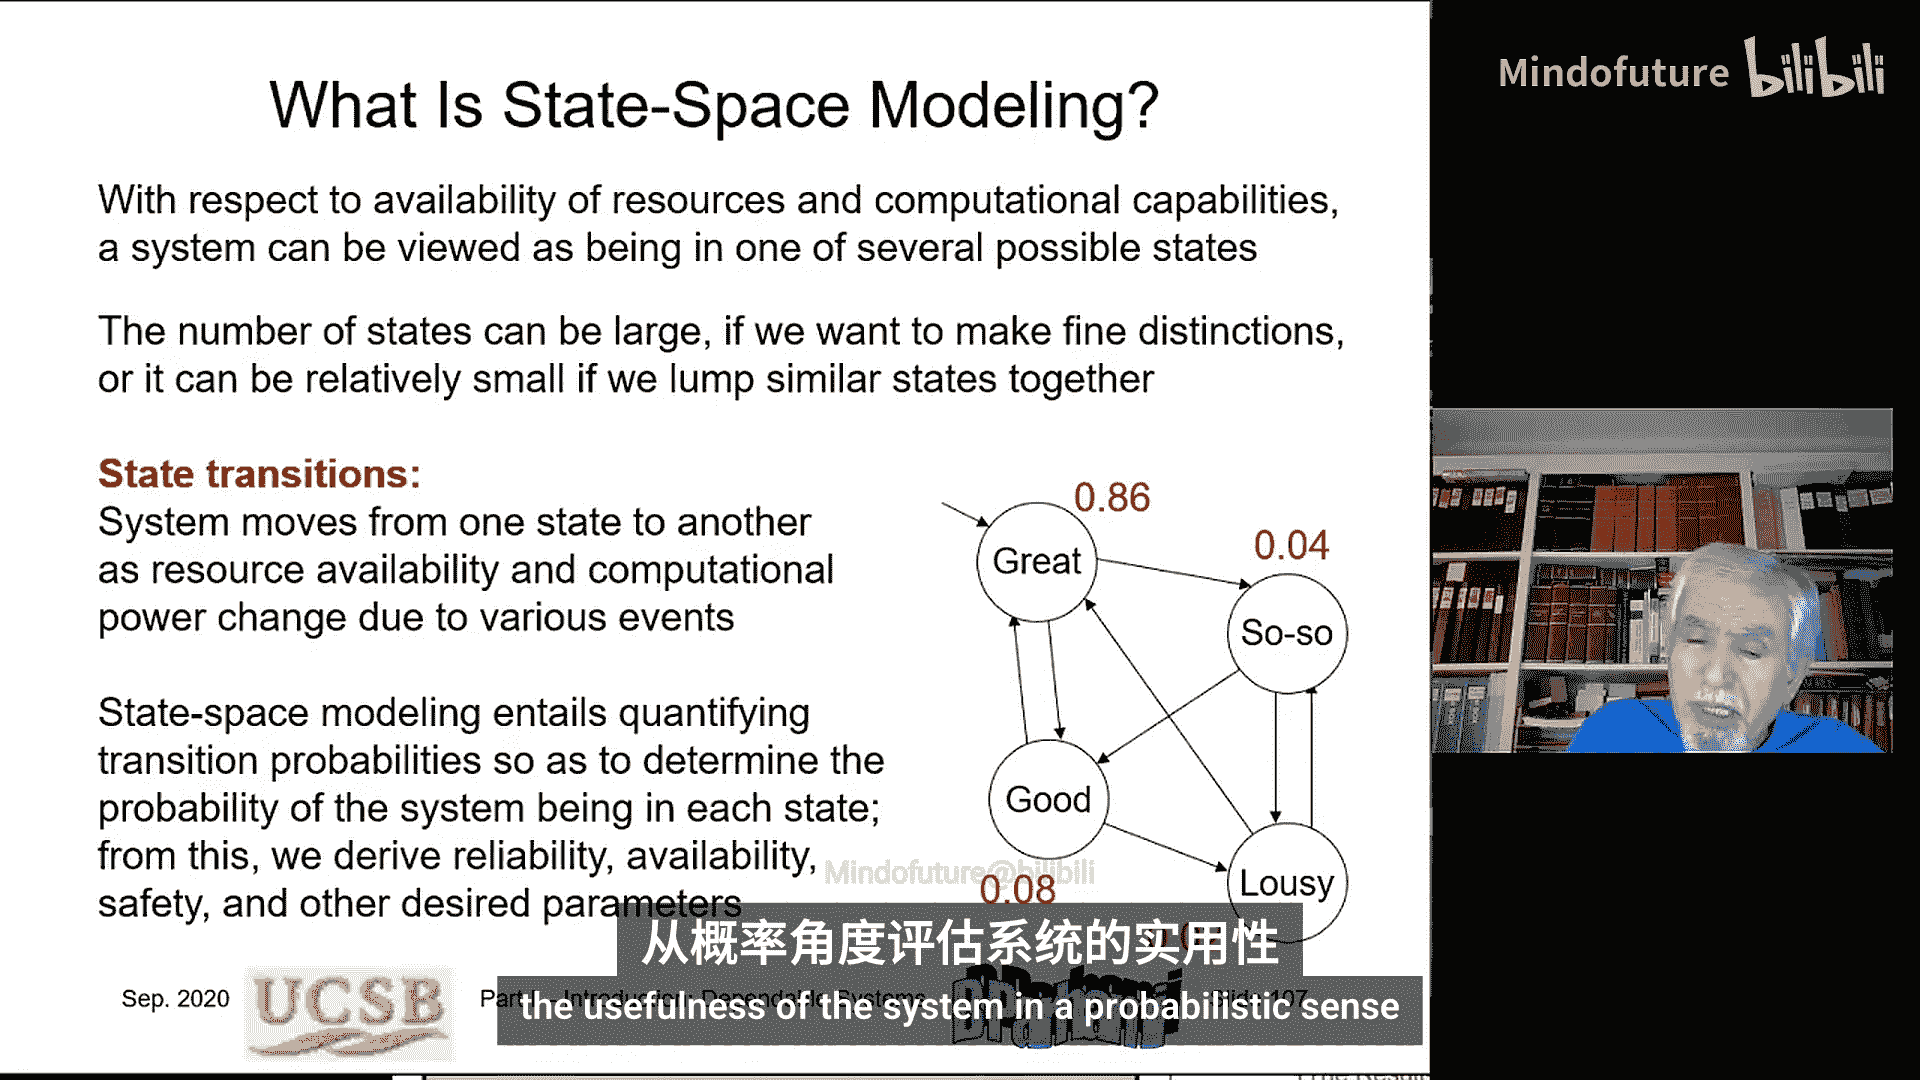 What Is State-Space Modeling?
With respect to availability of resources and computational capabilities,
a system can be viewed as being in one of several possible states
The number of states can be large, if we want to make fine distinctions,
or it can be relatively small if we lump similar states together
State transitions:
System moves from one state to another
as resource availability and computational
power change due to various events
State-space modeling entails quantifying
transition probabilities so as to determine the
probability of the system being in each state;
from this, we derive reliability, availability,
safety, and other desired parameters
0.86
Great
0.04
So-so
Good
0.08
Lousy
Mindofuture@bilibili
从概率角度评估系统的实用性
the usefulness of the system in a probabilistic sense
Sep. 2020
UCSB
Mindofuture bilibili